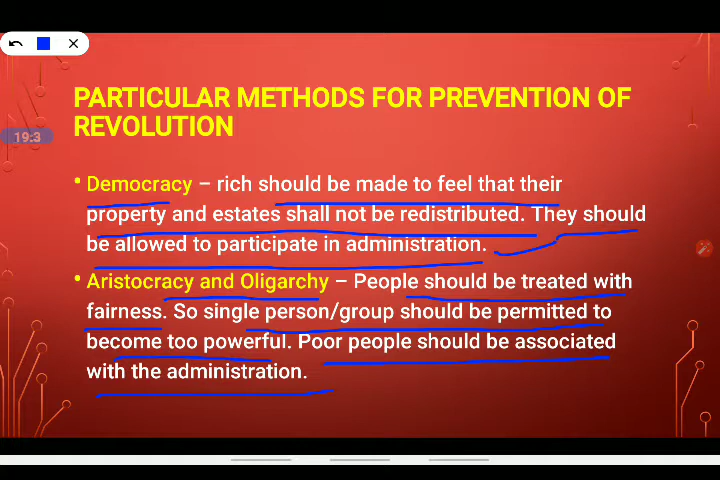 PARTICULAR METHODS FOR PREVENTION OF
REVOLUTION
19:3
• Democracy – rich should be made to feel that their
property and estates shall not be redistributed. They should
be allowed to participate in administration.
• Aristocracy and Oligarchy – People should be treated with
fairness. So single person/group should be permitted to
become too powerful. Poor people should be associated
with the administration.